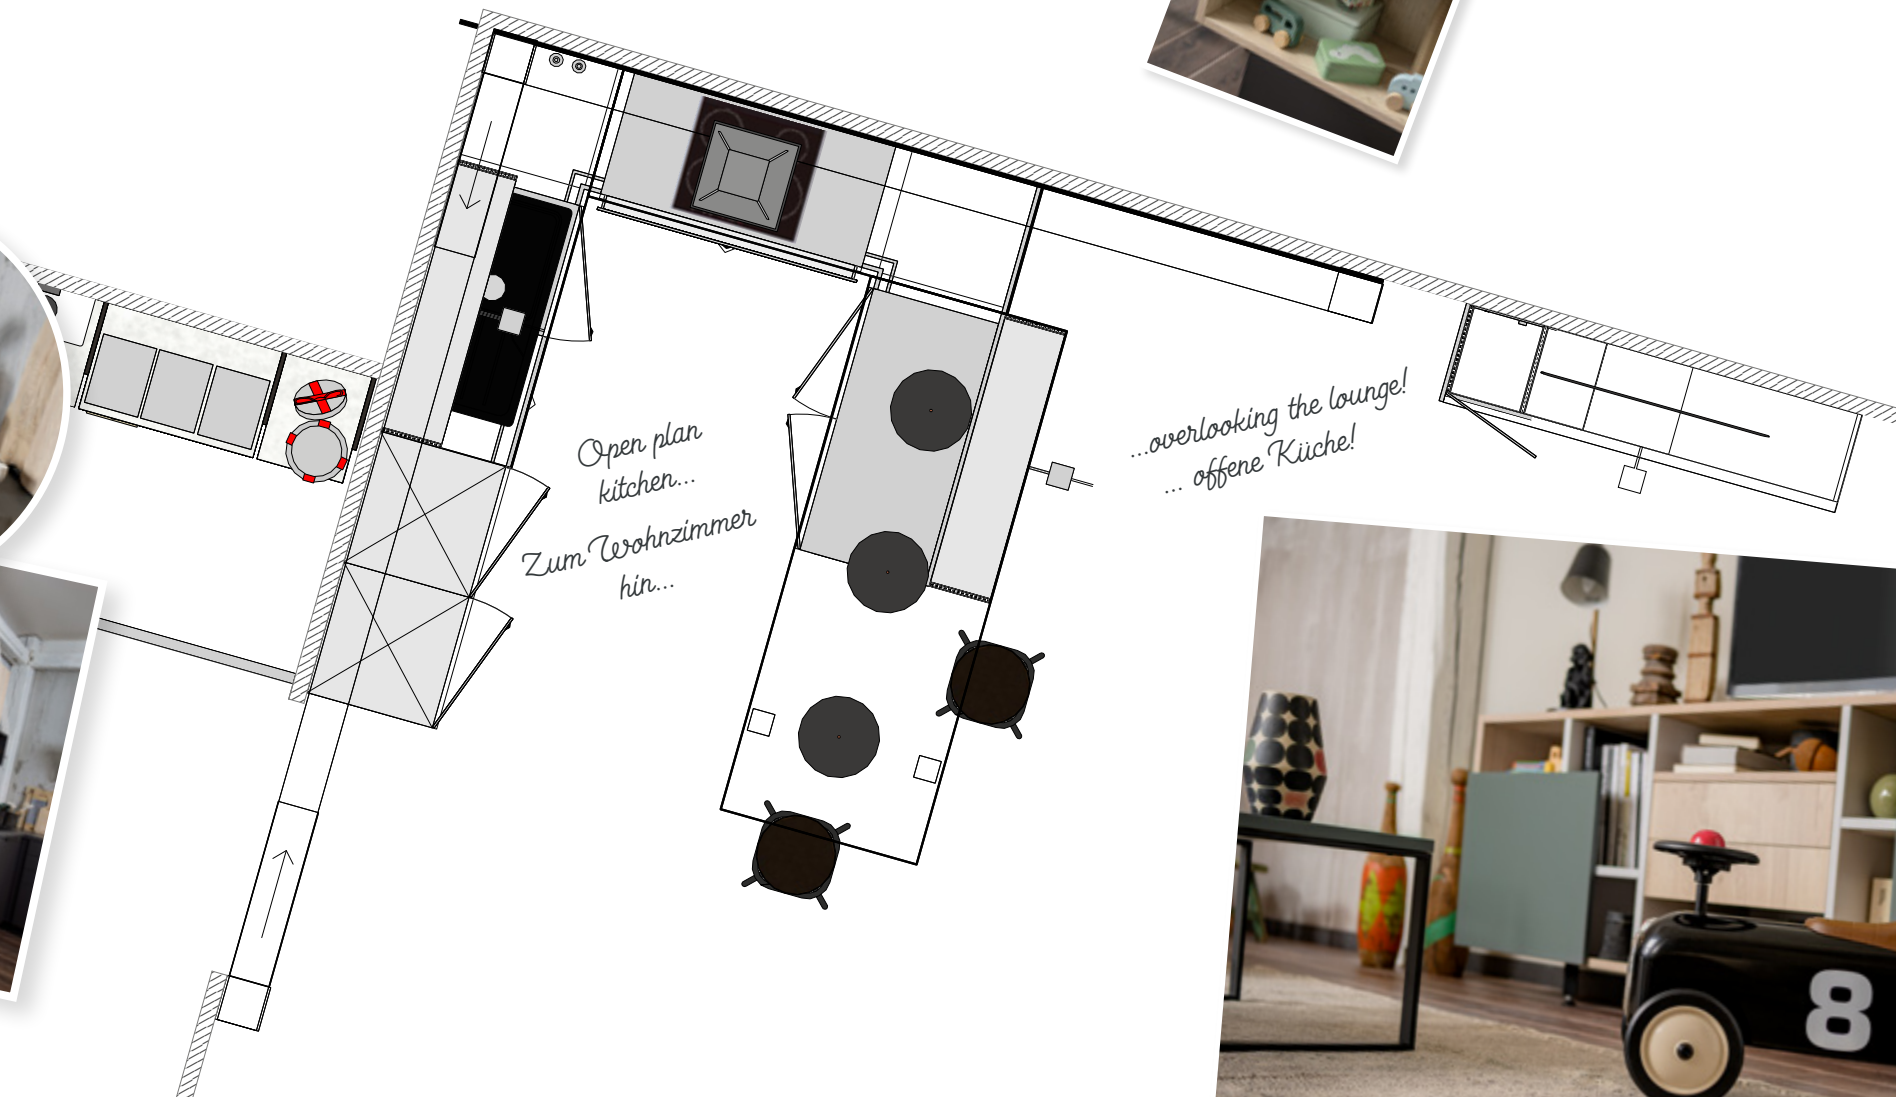 Open plan
kitchen...
Zum Wohnzimmer
hin...
...overlooking the lounge!
... offene Küche!
8